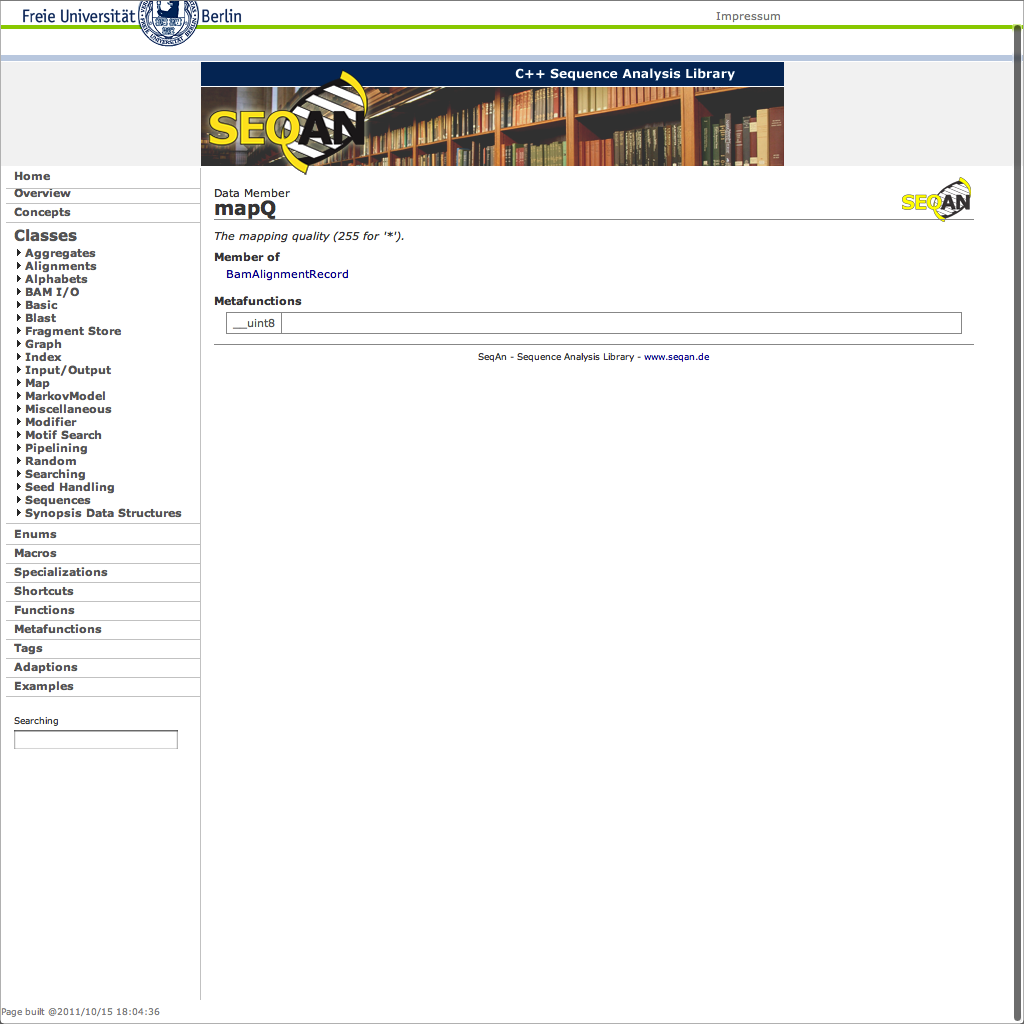 Freie Universität Berlin
Impressum
C++ Sequence Analysis Library
SEQAN
Home
Overview
Concepts
Classes
Aggregates
Alignments
Alphabets
BAM I/O
Basic
Blast
Fragment Store
Graph
Index
Input/Output
Map
MarkovModel
Miscellaneous
Modifier
Motif Search
Pipelining
Random
Searching
Seed Handling
Sequences
Synopsis Data Structures
Enums
Macros
Specializations
Shortcuts
Functions
Metafunctions
Tags
Adaptions
Examples
Searching
Data Member
mapQ
SEQAN
The mapping quality (255 for '*').
Member of
BamAlignmentRecord
Metafunctions
__uint8
SeqAn - Sequence Analysis Library - www.seqan.de
Page built @2011/10/15 18:04:36